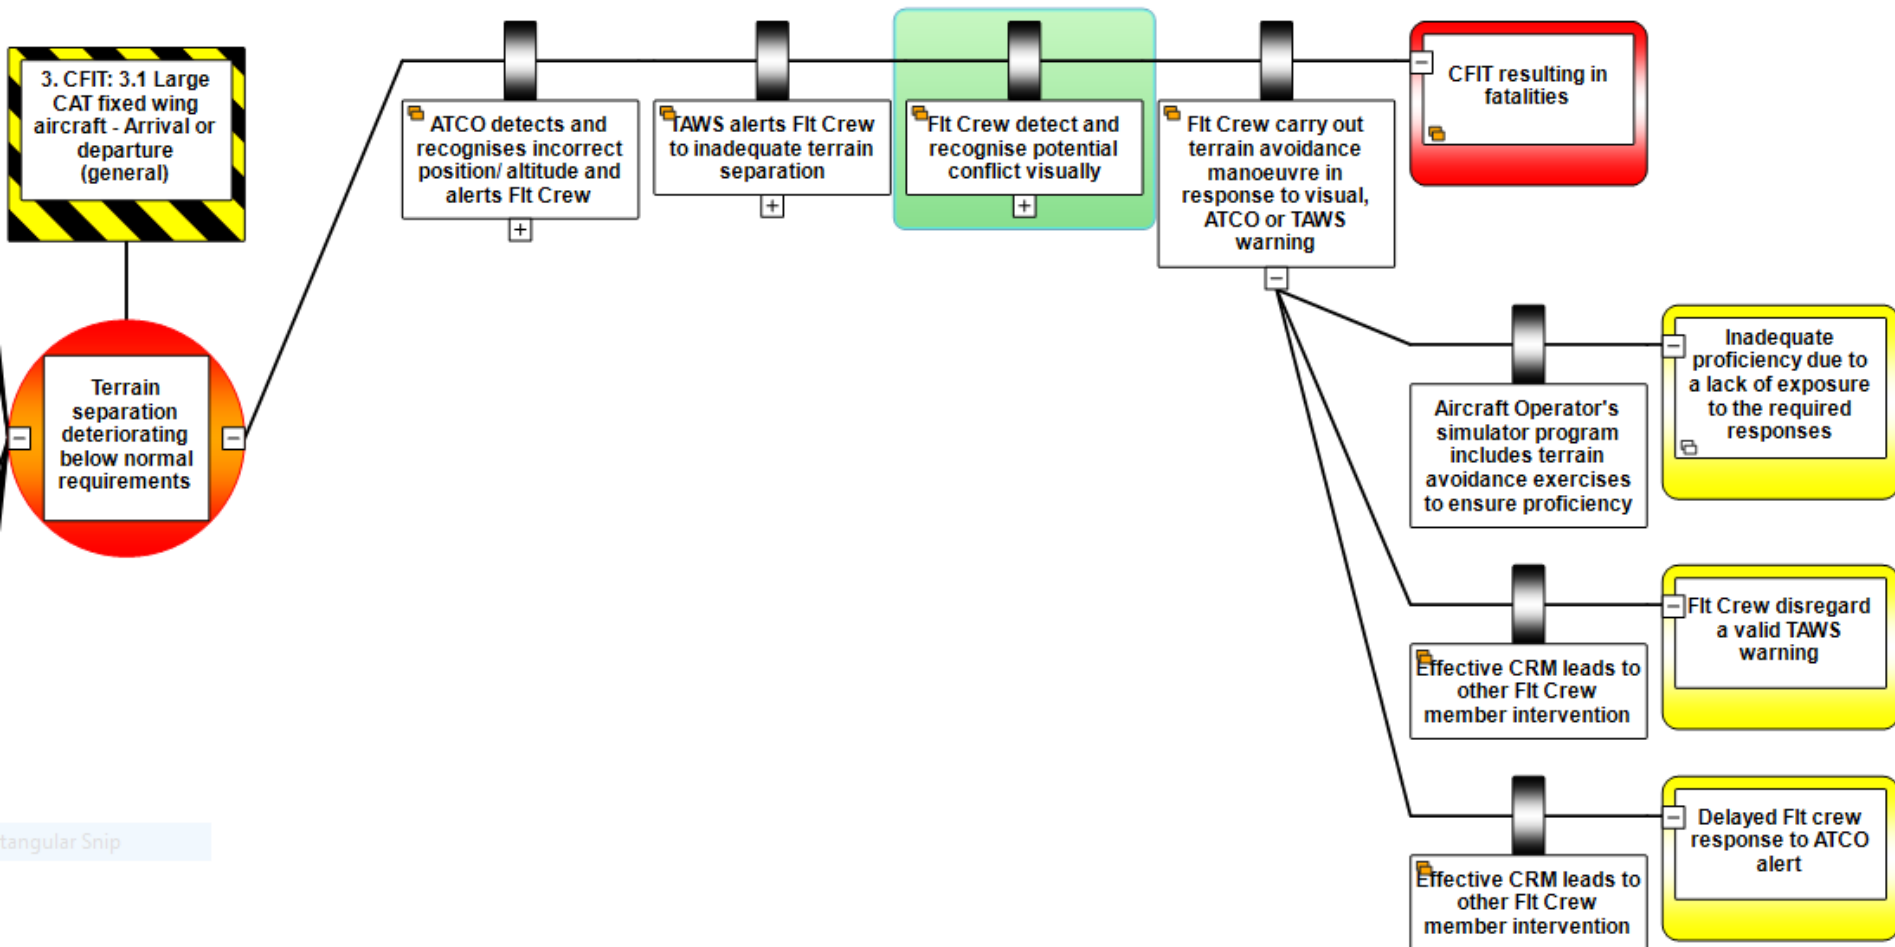 3. CFIT: 3.1 Large
CAT fixed wing
aircraft - Arrival or
departure
(general)
Terrain
separation
deteriorating
below normal
requirements
ATCO detects and
recognises incorrect
position/ altitude and
alerts Flt Crew
TAWS alerts Flt Crew
to inadequate terrain
separation
Flt Crew detect and
recognise potential
conflict visually
Flt Crew carry out
terrain avoidance
manoeuvre in
response to visual,
ATCO or TAWS
warning
CFIT resulting in
fatalities
Aircraft Operator's
simulator program
includes terrain
avoidance exercises
to ensure proficiency
Inadequate
proficiency due to
a lack of exposure
to the required
responses
Effective CRM leads to
other Flt Crew
member intervention
Flt Crew disregard
a valid TAWS
warning
Effective CRM leads to
other Flt Crew
member intervention
Delayed Flt crew
response to ATCO
alert
tangular Snip